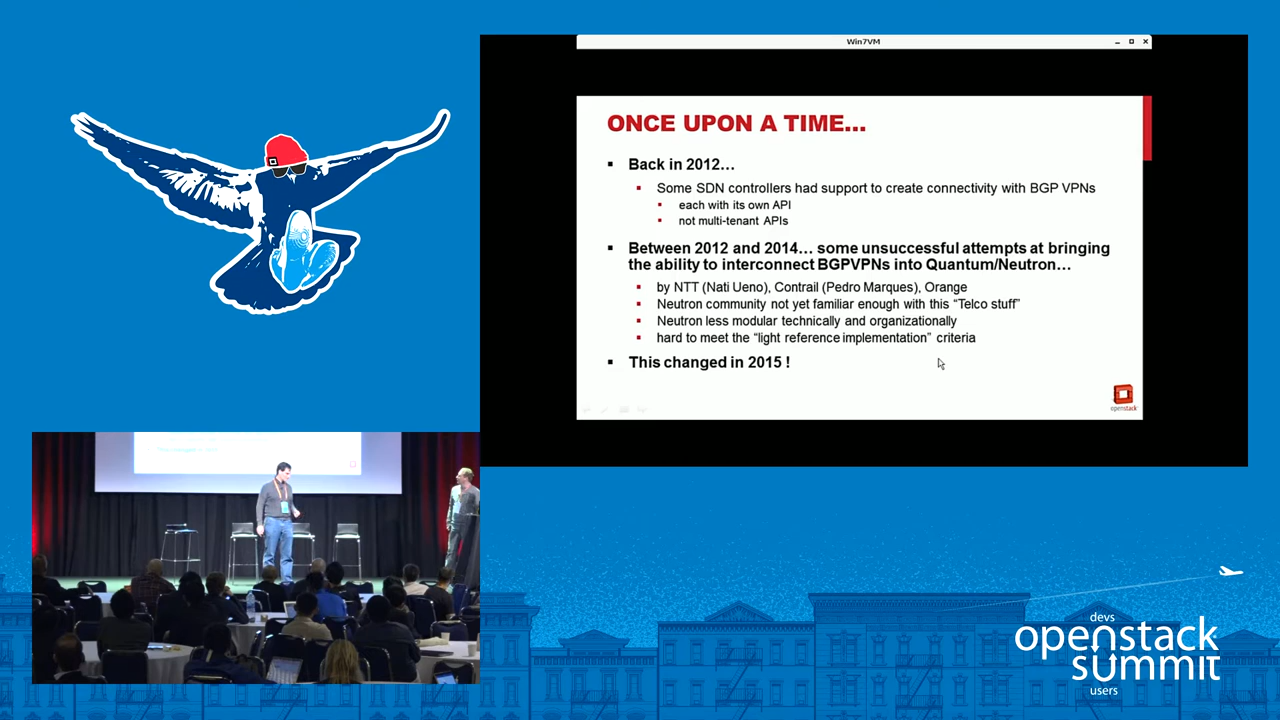 Win7VM
ONCE UPON A TIME...
Back in 2012...
Some SDN controllers had support to create connectivity with BGP VPNs
each with its own API
not multi-tenant APIs
Between 2012 and 2014... some unsuccessful attempts at bringing
the ability to interconnect BGPVPNs into Quantum/Neutron...
by NTT (Nati Ueno), Contrail (Pedro Marques), Orange
Neutron community not yet familiar enough with this “Telco stuff”
Neutron less modular technically and organizationally
hard to meet the “light reference implementation” criteria
This changed in 2015 !
openstack
devs
openstack
summit
users